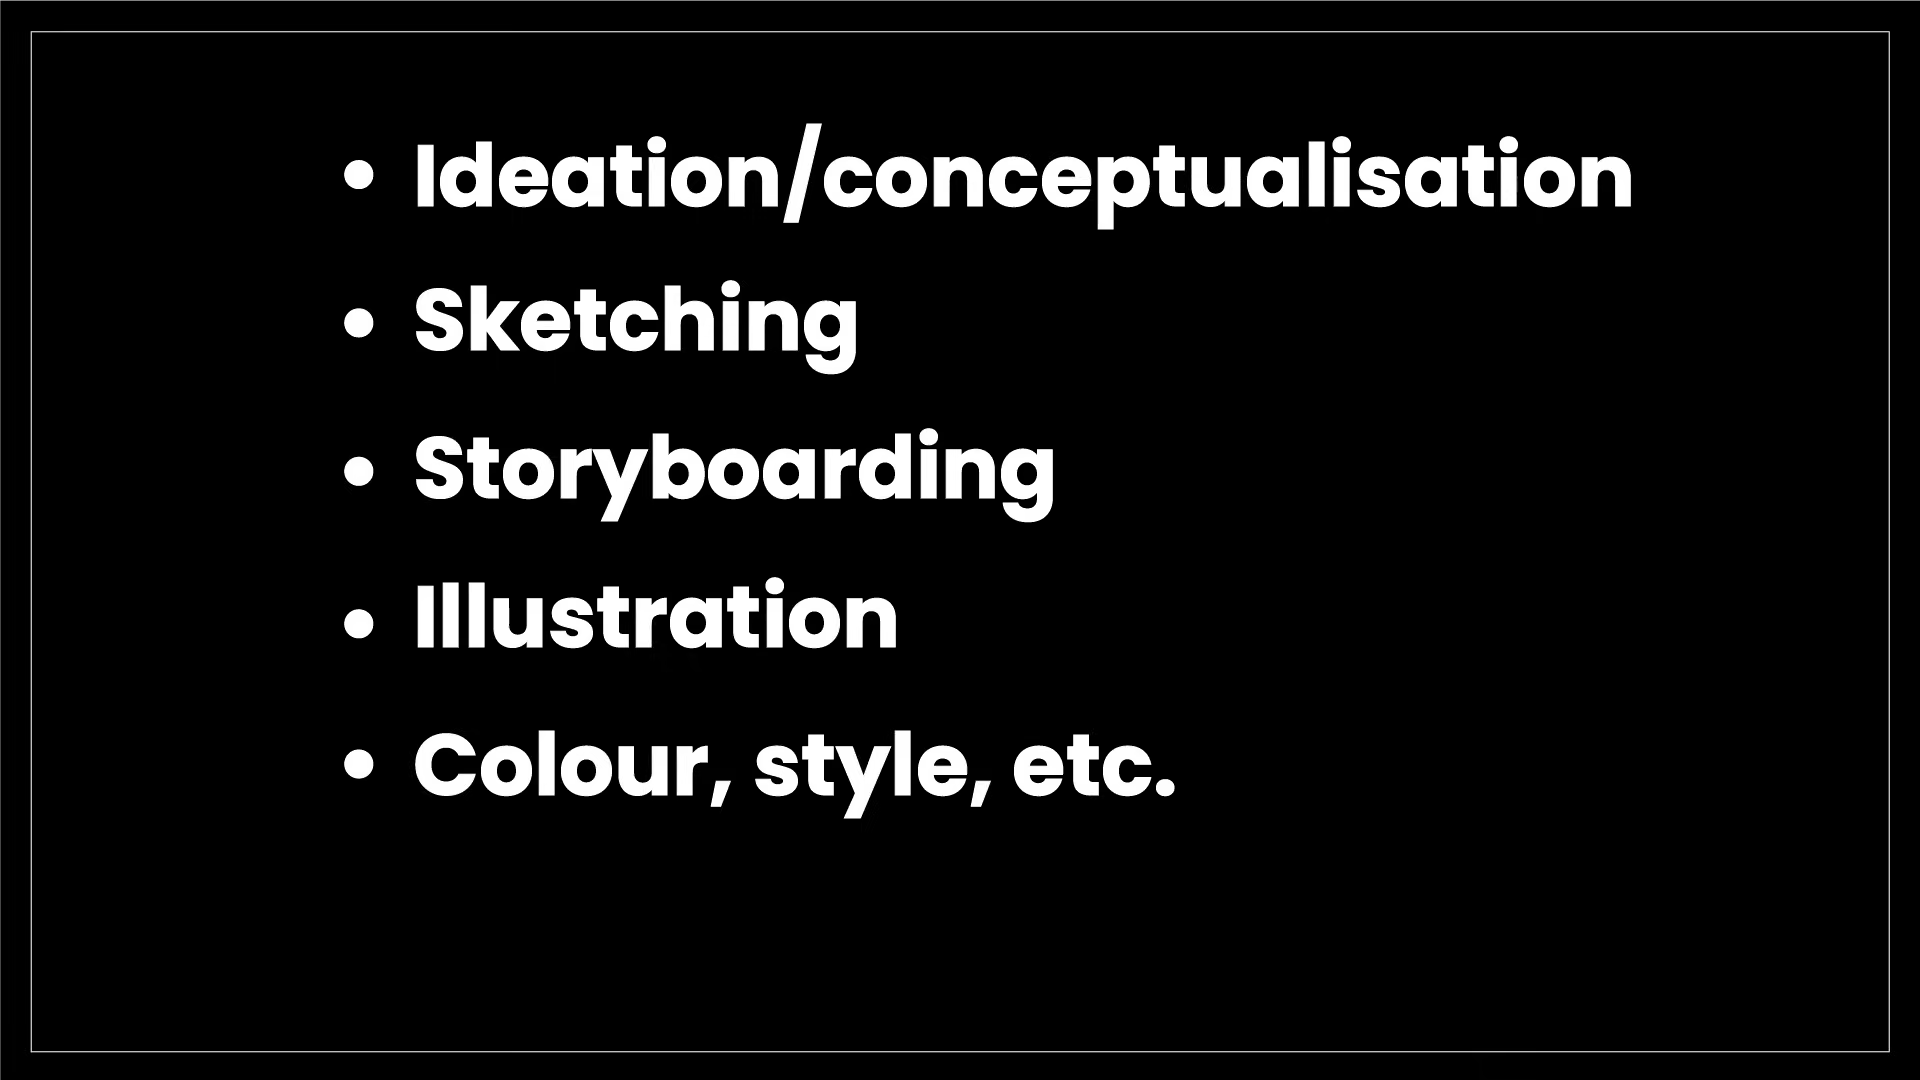 • Ideation/conceptualisation
• Sketching
• Storyboarding
• Illustration
• Colour, style, etc.